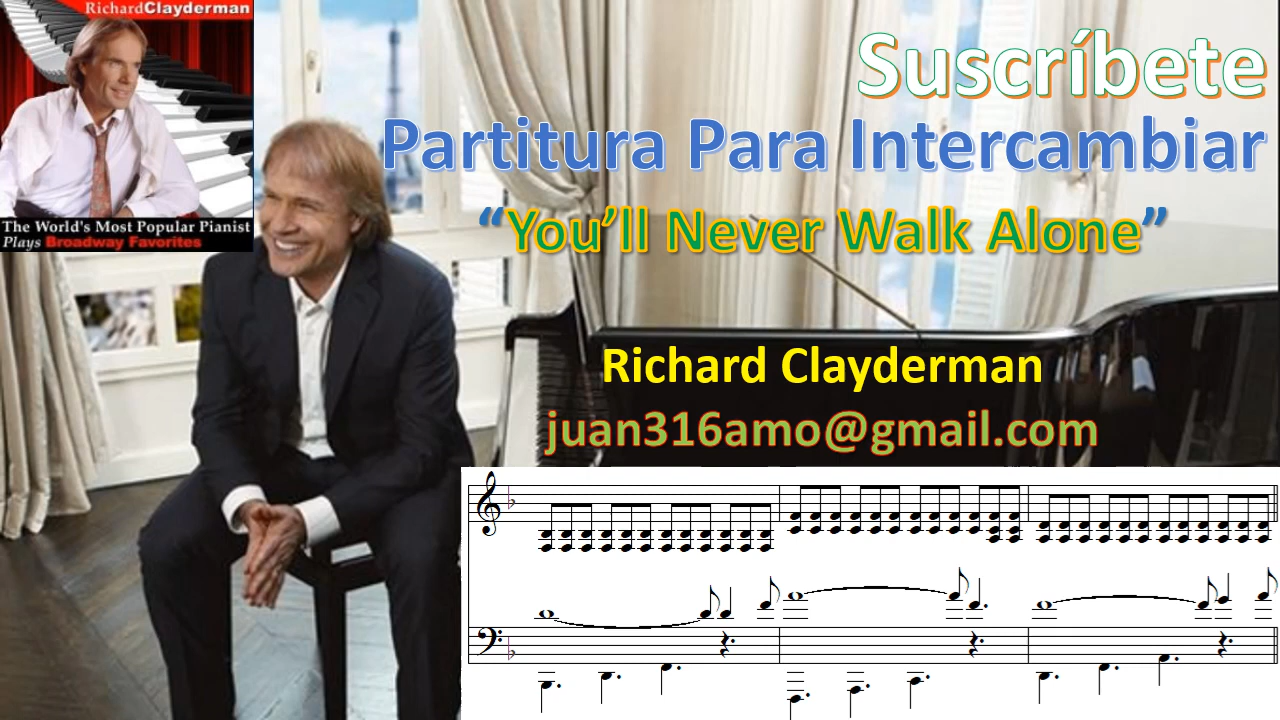 RichardClayderman
The World's Most Popular Pianist
Plays Broadway Favorites
Suscríbete
Partitura Para Intercambiar
“You’ll Never Walk Alone”
Richard Clayderman
juan316amo@gmail.com